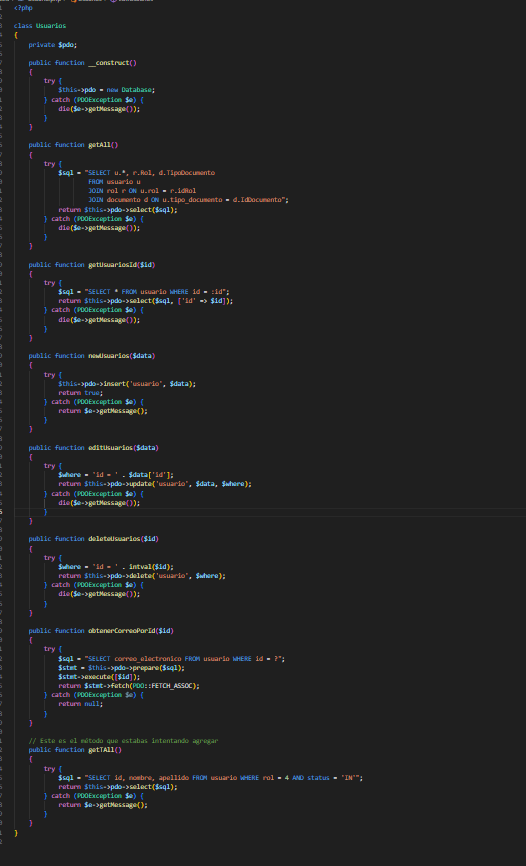 <?php
class Usuarios
{
    private $pdo;
    public function __construct()
    {
        try {
            $this->pdo = new Database;
        } catch (PDOException $e) {
            die($e->getMessage());
        }
    }
    public function getAll()
    {
        try {
            $sql = "SELECT u.*, r.Rol, d.TipoDocumento
                    FROM usuario u
                    JOIN rol r ON u.rol = r.idRol
                    JOIN documento d ON u.tipo_documento = d.IdDocumento";
            return $this->pdo->select($sql);
        } catch (PDOException $e) {
            die($e->getMessage());
        }
    }
    public function getUsuariosId($id)
    {
        try {
            $sql = "SELECT * FROM usuario WHERE id = :id";
            return $this->pdo->select($sql, ['id' => $id]);
        } catch (PDOException $e) {
            die($e->getMessage());
        }
    }
    public function newUsuarios($data)
    {
        try {
            $this->pdo->insert('usuario', $data);
            return true;
        } catch (PDOException $e) {
            return $e->getMessage();
        }
    }
    public function editUsuarios($data)
    {
        try {
            $where = 'id = ' . $data['id'];
            return $this->pdo->update('usuario', $data, $where);
        } catch (PDOException $e) {
            die($e->getMessage());
        }
    }
    public function deleteUsuarios($id)
    {
        try {
            $where = 'id = ' . intval($id);
            return $this->pdo->delete('usuario', $where);
        } catch (PDOException $e) {
            die($e->getMessage());
        }
    }
    public function obtenerCorreoPorId($id)
    {
        try {
            $sql = "SELECT correo_electronico FROM usuario WHERE id = ?";
            $stmt = $this->pdo->prepare($sql);
            $stmt->execute([$id]);
            return $stmt->fetch(PDO::FETCH_ASSOC);
        } catch (PDOException $e) {
            return null;
        }
    }
    // Este es el método que estabas intentando agregar
    public function getTAll()
    {
        try {
            $sql = "SELECT id, nombre, apellido FROM usuario WHERE rol = 4 AND status = 'IN'";
            return $this->pdo->select($sql);
        } catch (PDOException $e) {
            return $e->getMessage();
        }
    }
}